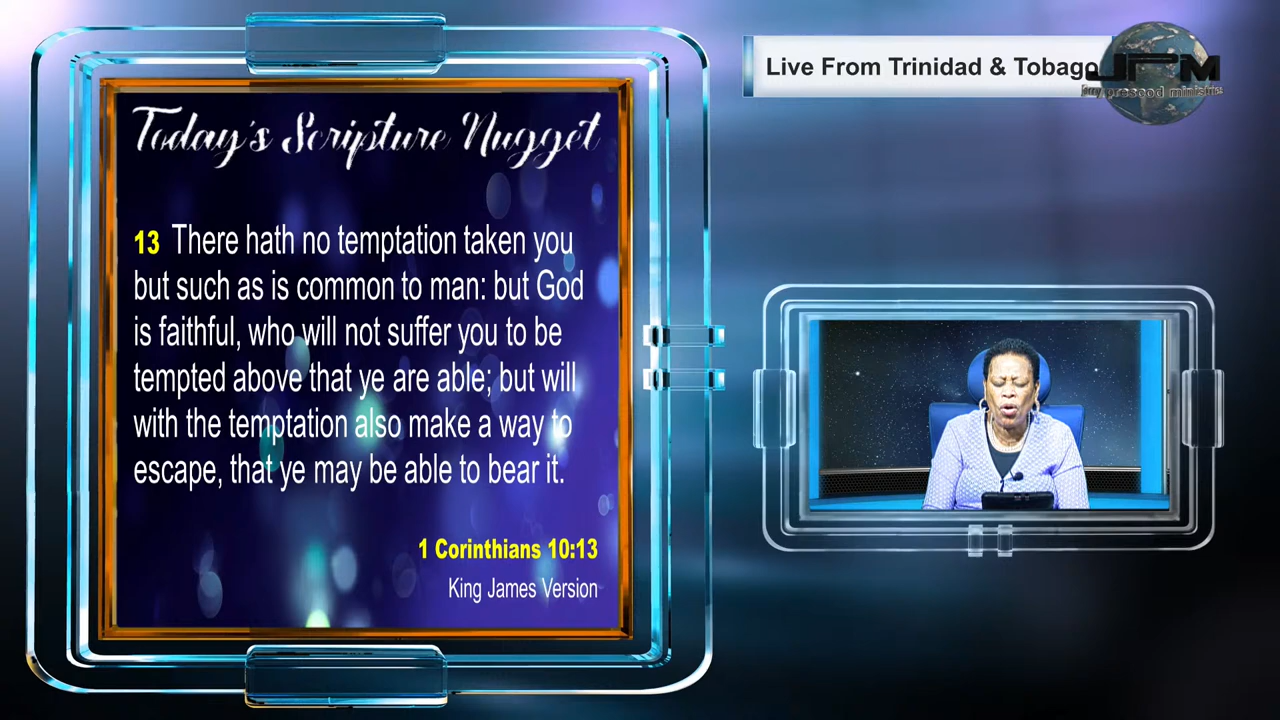 Today's Scripture Nugget
13 There hath no temptation taken you
but such as is common to man: but God
is faithful, who will not suffer you to be
tempted above that ye are able; but will
with the temptation also make a way to
escape, that ye may be able to bear it.
1 Corinthians 10:13
King James Version
Live From Trinidad & Tobago
JPM
prescod ministries